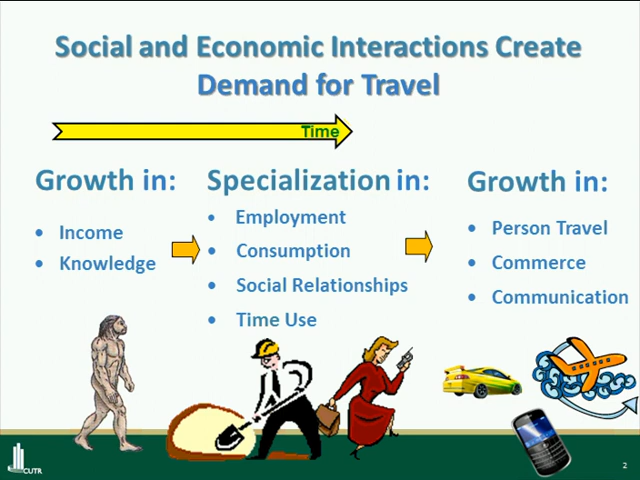 Social and Economic Interactions Create
Demand for Travel
Time
Growth in:
• Income
• Knowledge
Specialization in:
• Employment
• Consumption
• Social Relationships
• Time Use
Growth in:
• Person Travel
• Commerce
• Communication
CUTR
2